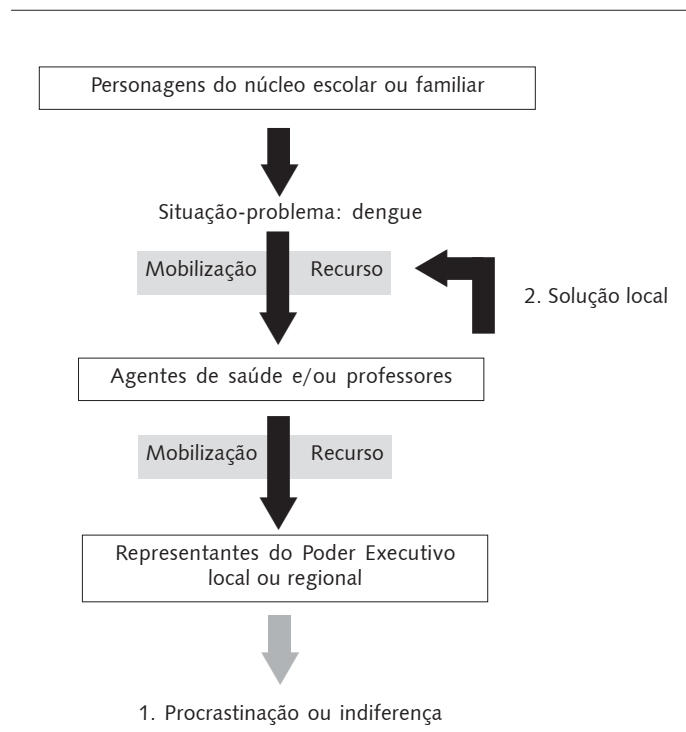 Personagens do núcleo escolar ou familiar
Situação-problema: dengue
Mobilização Recurso
2. Solução local
Agentes de saúde e/ou professores
Mobilização Recurso
Representantes do Poder Executivo
local ou regional
1. Procrastinação ou indiferença